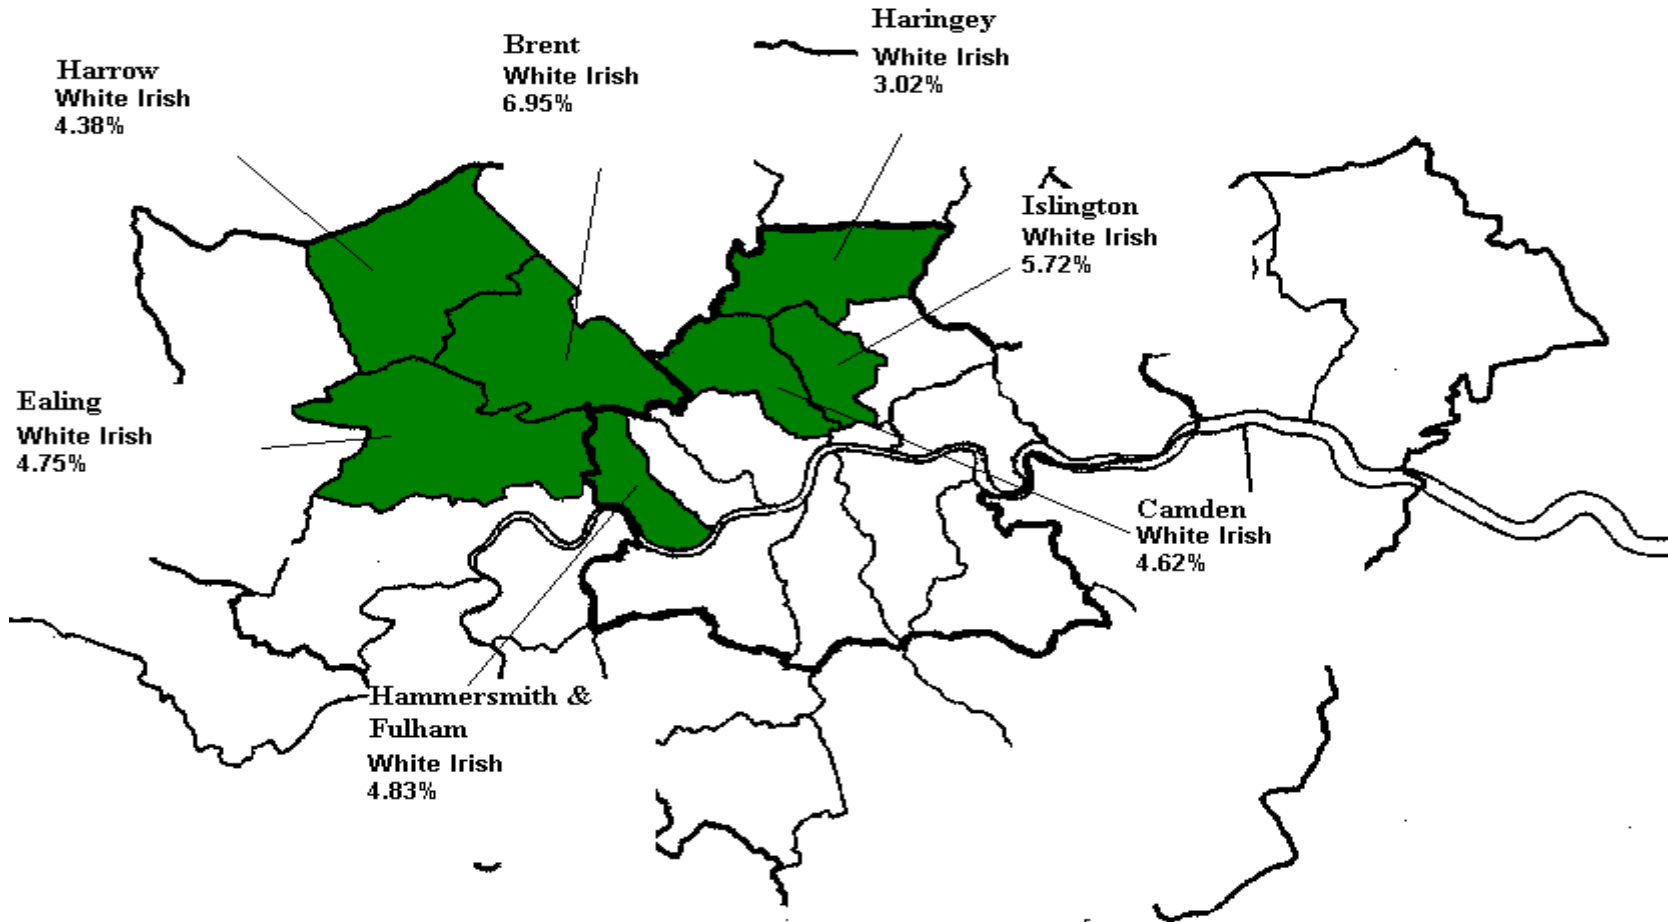 Haringey
White Irish
3.02%
Brent
White Irish
6.95%
Harrow
White Irish
4.38%
Islington
White Irish
5.72%
Ealing
White Irish
4.75%
Camden
White Irish
4.62%
Hammersmith &
Fulham
White Irish
4.83%